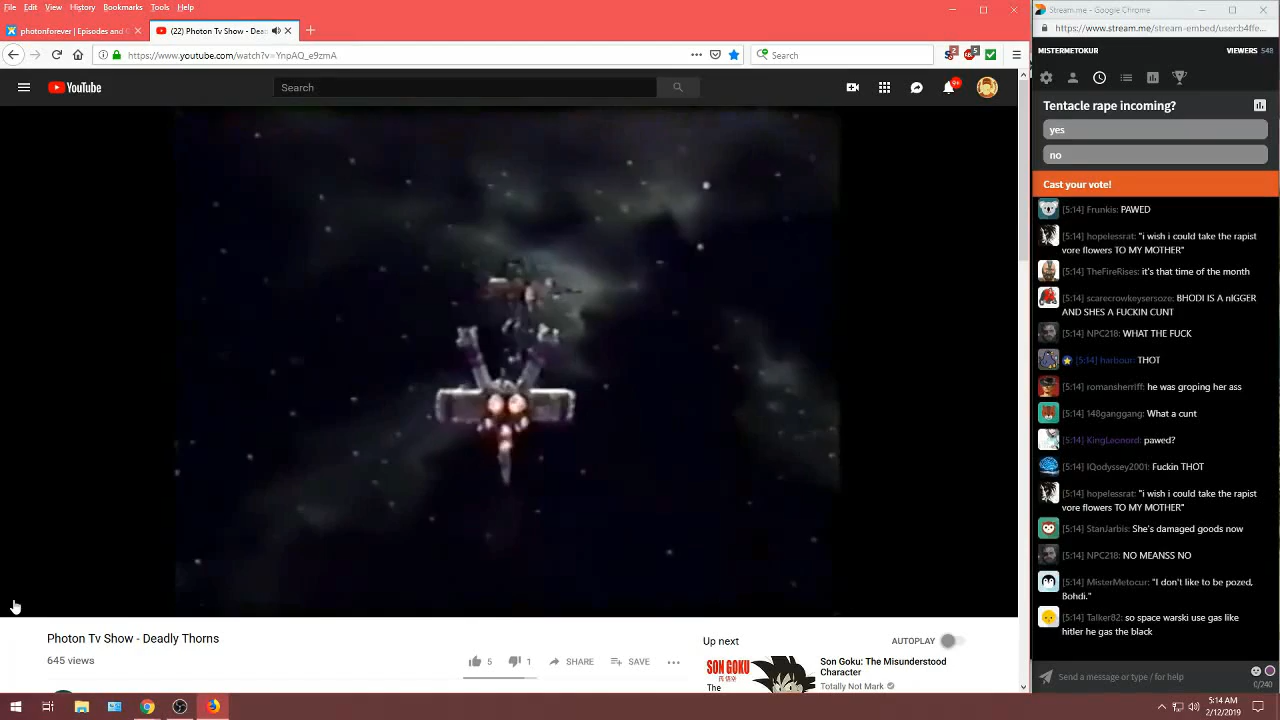 File Edit View History Bookmarks Tools Help
photonforever | Episodes and
(22) Photon Tv Show - Dea
https://www.youtube.com/watch?v=YnpAQ_e9zmA
Search
2
5
YouTube
Search
9+
Photon Tv Show - Deadly Thorns
645 views
5
1
SHARE
SAVE
Up next
AUTOPLAY
SON GOKU
The
Son Goku: The Misunderstood
Character
Totally Not Mark
Stream.me - Google Chrome
https://www.stream.me/stream-embed/user:b4ffe...
MISTERMETOKUR
VIEWERS 548
Tentacle rape incoming?
yes
no
Cast your vote!
[5:14] Frunkis: PAWED
[5:14] hopelessrat: "i wish i could take the rapist
vore flowers TO MY MOTHER"
[5:14] TheFireRises: it's that time of the month
[5:14] scarecrowkeysersoze: BHODI IS A nIGGER
AND SHES A FUCKIN CUNT
[5:14] NPC218: WHAT THE FUCK
[5:14] harbour: THOT
[5:14] romansherriff: he was groping her ass
[5:14] 148ganggang: What a cunt
[5:14] KingLeonord: pawed?
[5:14] IQodyssey2001: Fuckin THOT
[5:14] hopelessrat: "i wish i could take the rapist
vore flowers TO MY MOTHER"
[5:14] StanJarbis: She's damaged goods now
[5:14] NPC218: NO MEANSS NO
[5:14] MisterMetocur: "I don't like to be pozed,
Bohdi."
[5:14] Talker82: so space warski use gas like
hitler he gas the black
Send a message or type / for help
0/240
5:14 AM
2/12/2019